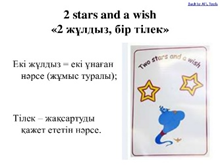 2 stars and a wish
«2 жұлдыз, бір тілек»
Екі жұлдыз = екі ұнаған
нәрсе (жұмыс туралы);
Two stars and a wish
Тілек – жақсартуды
қажет ететін нәрсе.